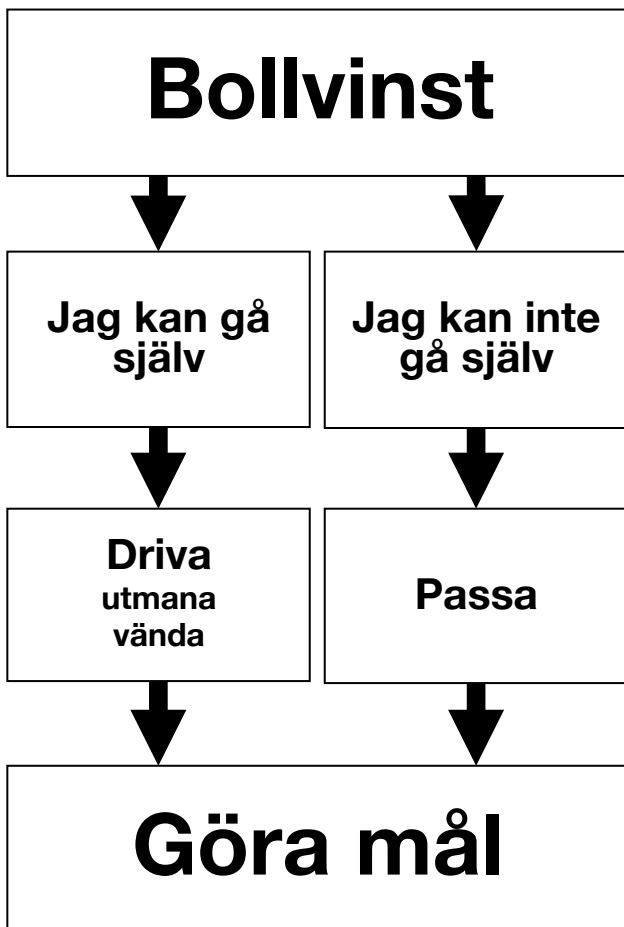 Bollvinst
Jag kan gå
själv
Jag kan inte
gå själv
Driva
utmana
vända
Passa
Göra mål